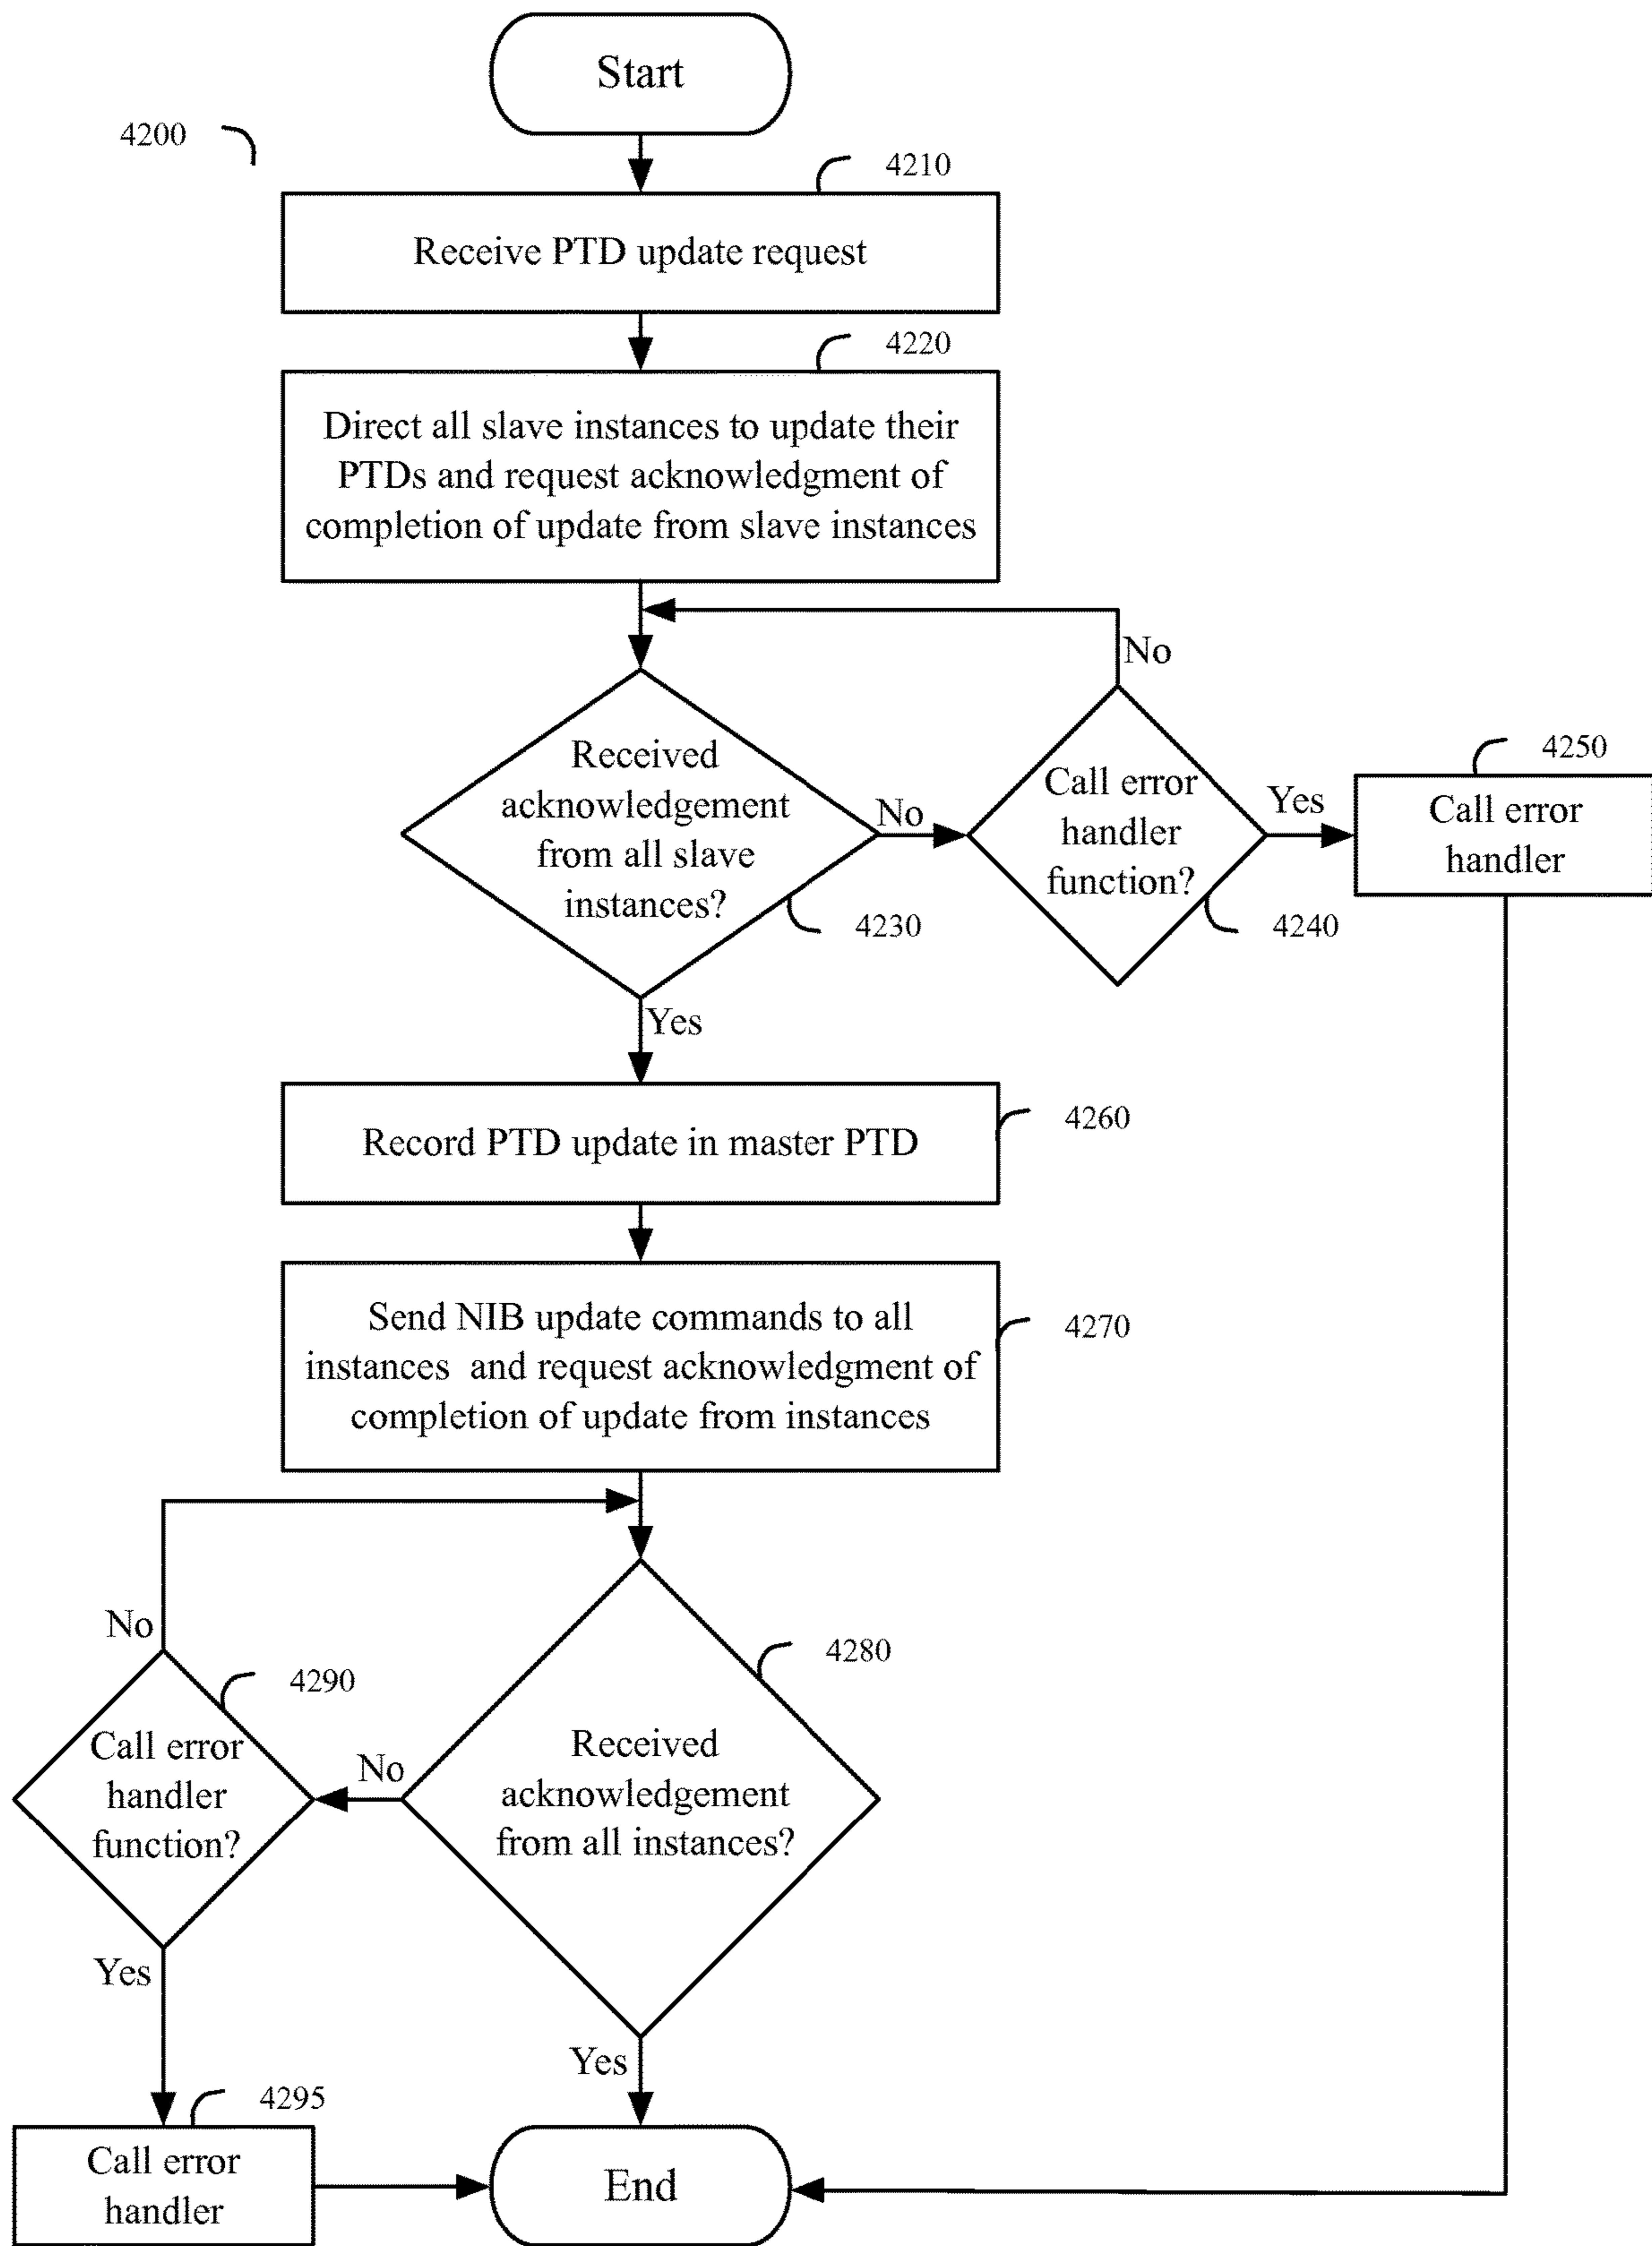 Start
4200
4210
Receive PTD update request
4220
Direct all slave instances to update their
PTDs and request acknowledgment of
completion of update from slave instances
No
Received
acknowledgement
from all slave
instances?
4230
No
Call error
handler
function?
4240
Yes
4250
Call error
handler
Yes
Record PTD update in master PTD
4260
Send NIB update commands to all
instances and request acknowledgment of
completion of update from instances
4270
No
4290
Call error
handler
function?
No
4280
Received
acknowledgement
from all instances?
Yes
Yes
4295
Call error
handler
End